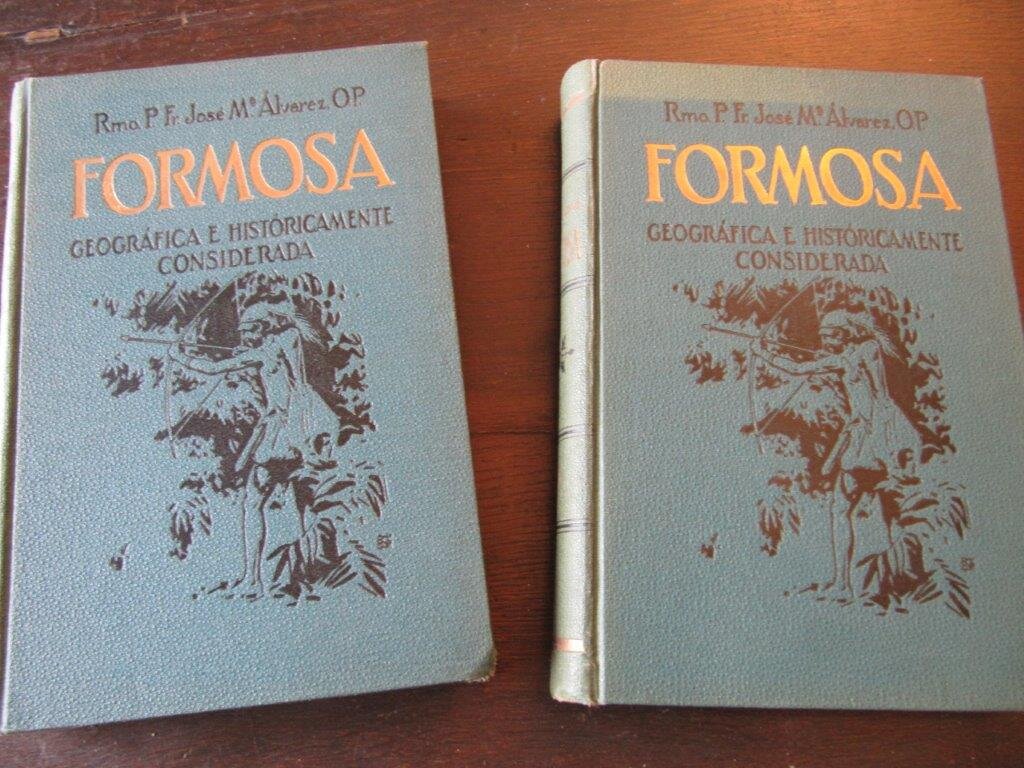 Rmo. P. Fr. José Mª Álvarez, O.P.
FORMOSA
GEOGRÁFICA E HISTÓRICAMENTE
CONSIDERADA
Rmo. P. Fr. José Mª Álvarez, O.P.
FORMOSA
GEOGRÁFICA E HISTÓRICAMENTE
CONSIDERADA